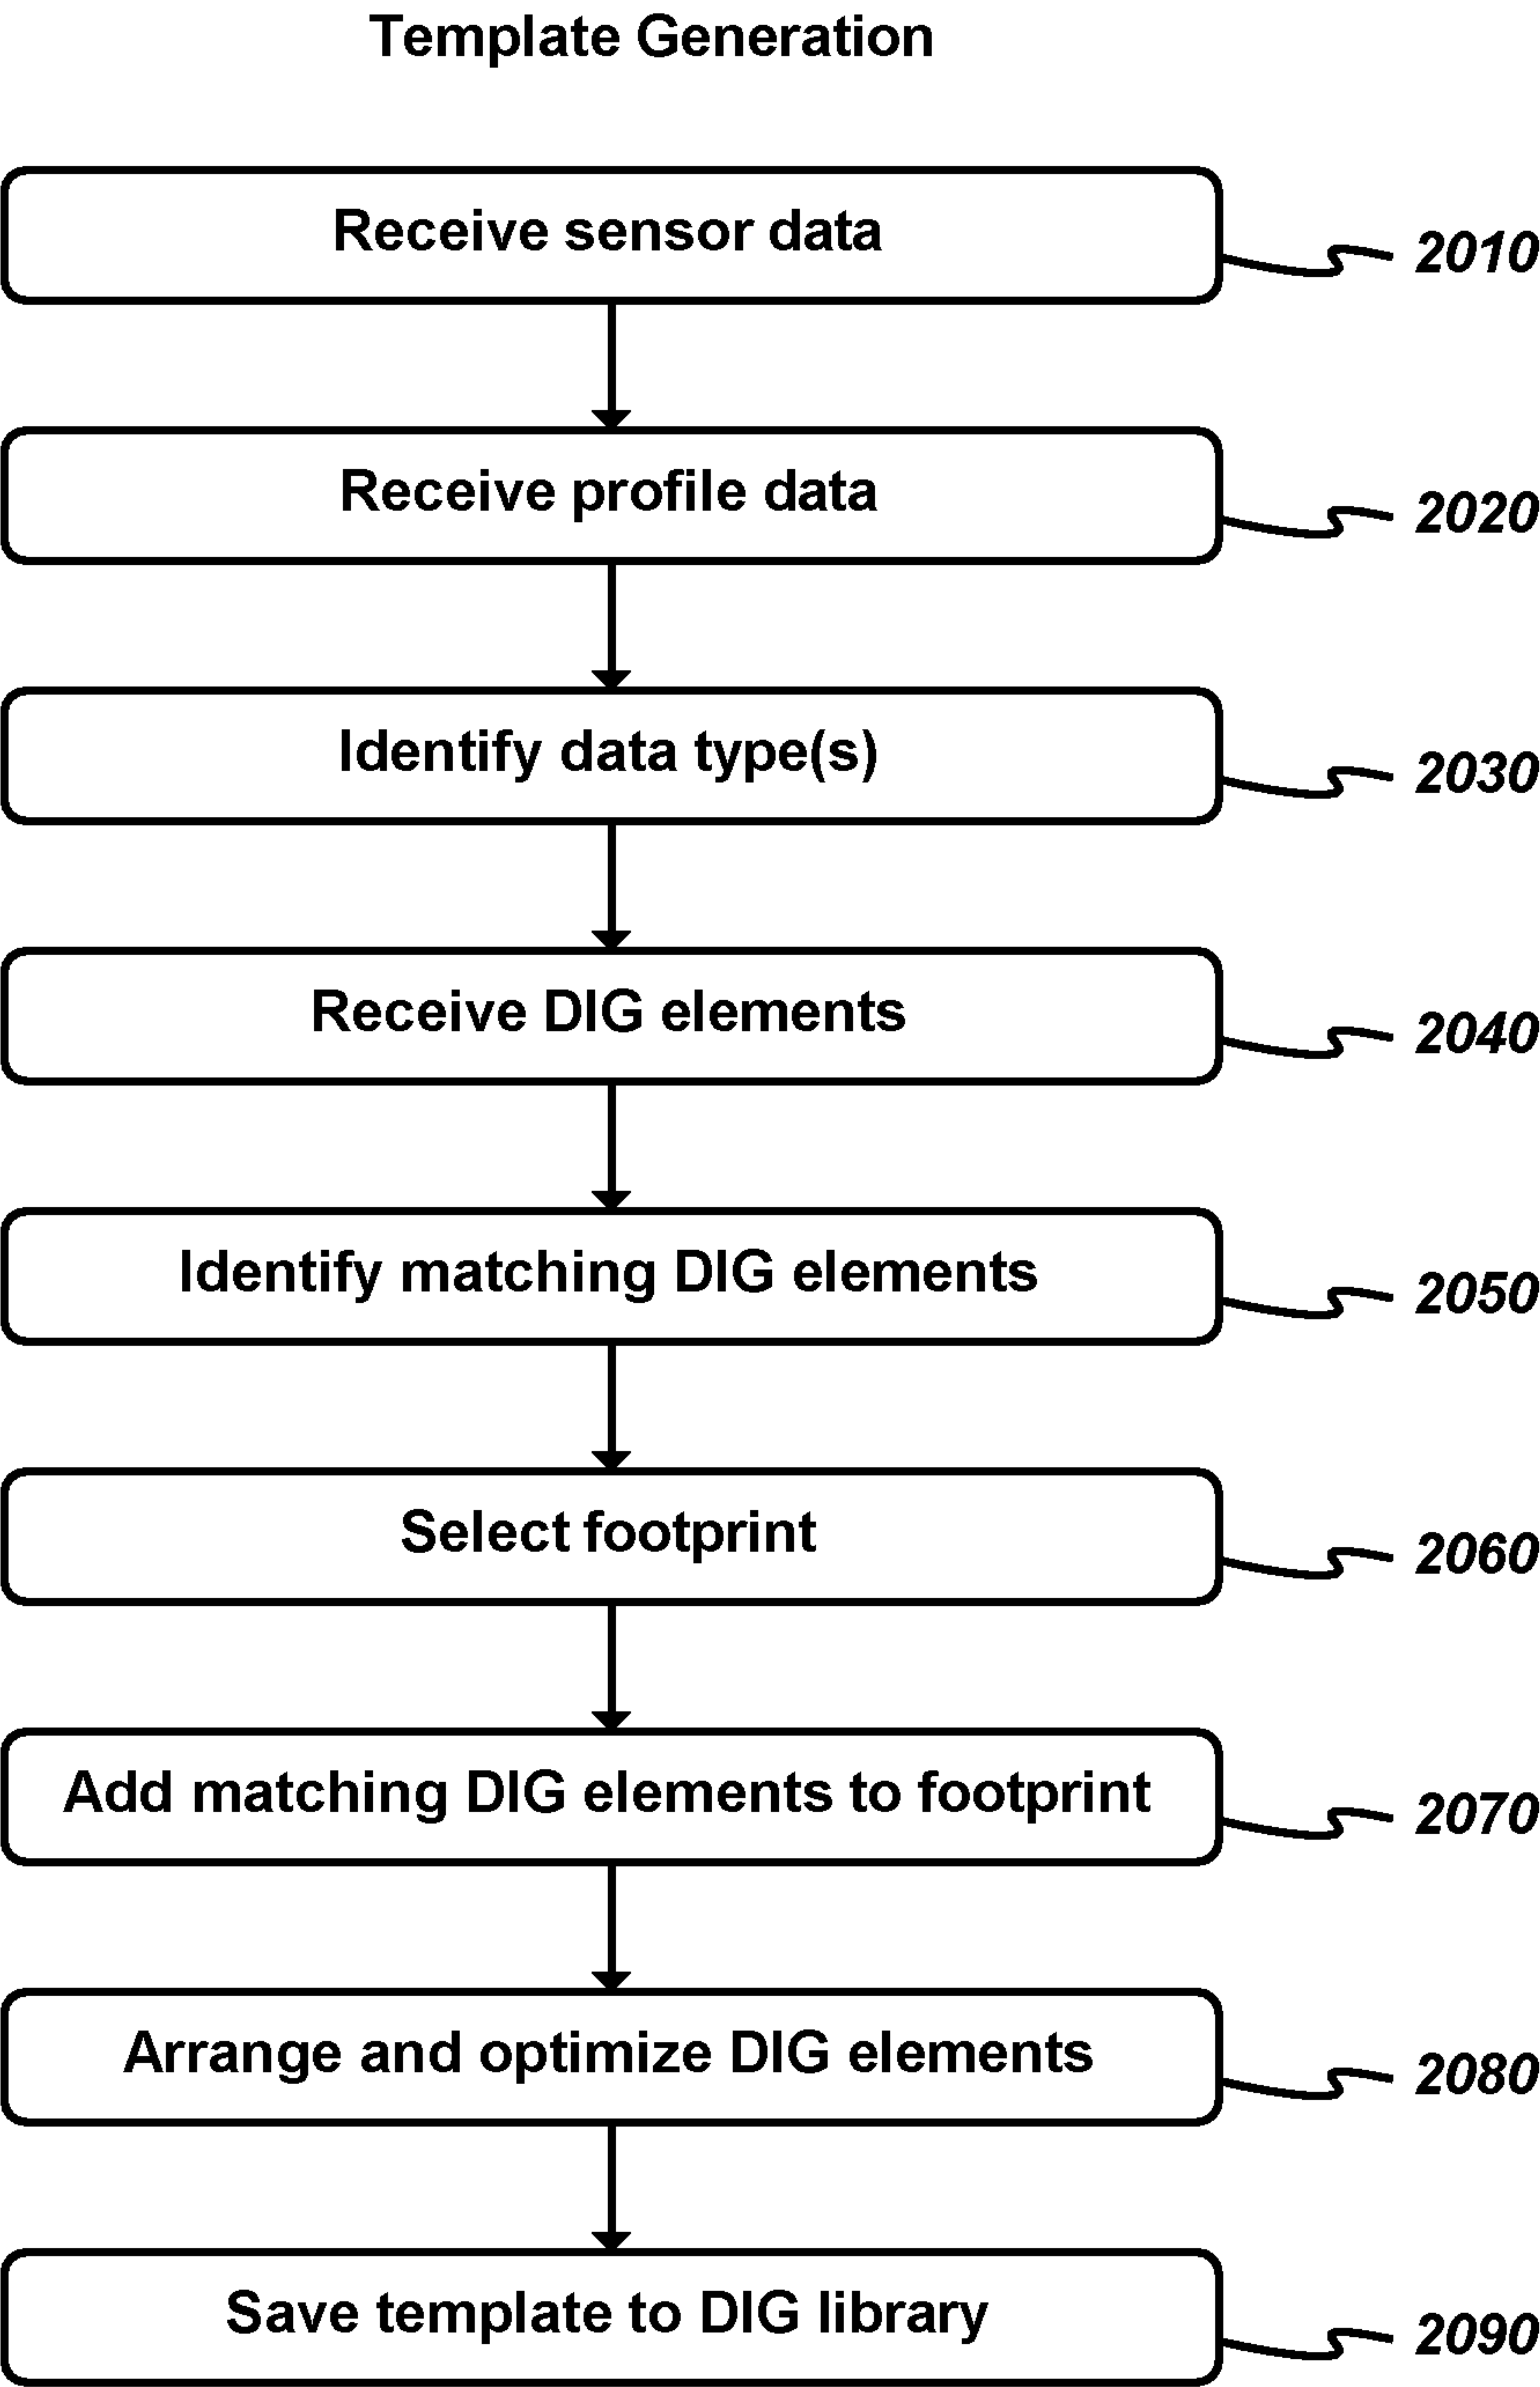 Template Generation
Receive sensor data
2010
Receive profile data
2020
Identify data type(s)
2030
Receive DIG elements
2040
Identify matching DIG elements
2050
Select footprint
2060
Add matching DIG elements to footprint
2070
Arrange and optimize DIG elements
2080
Save template to DIG library
2090